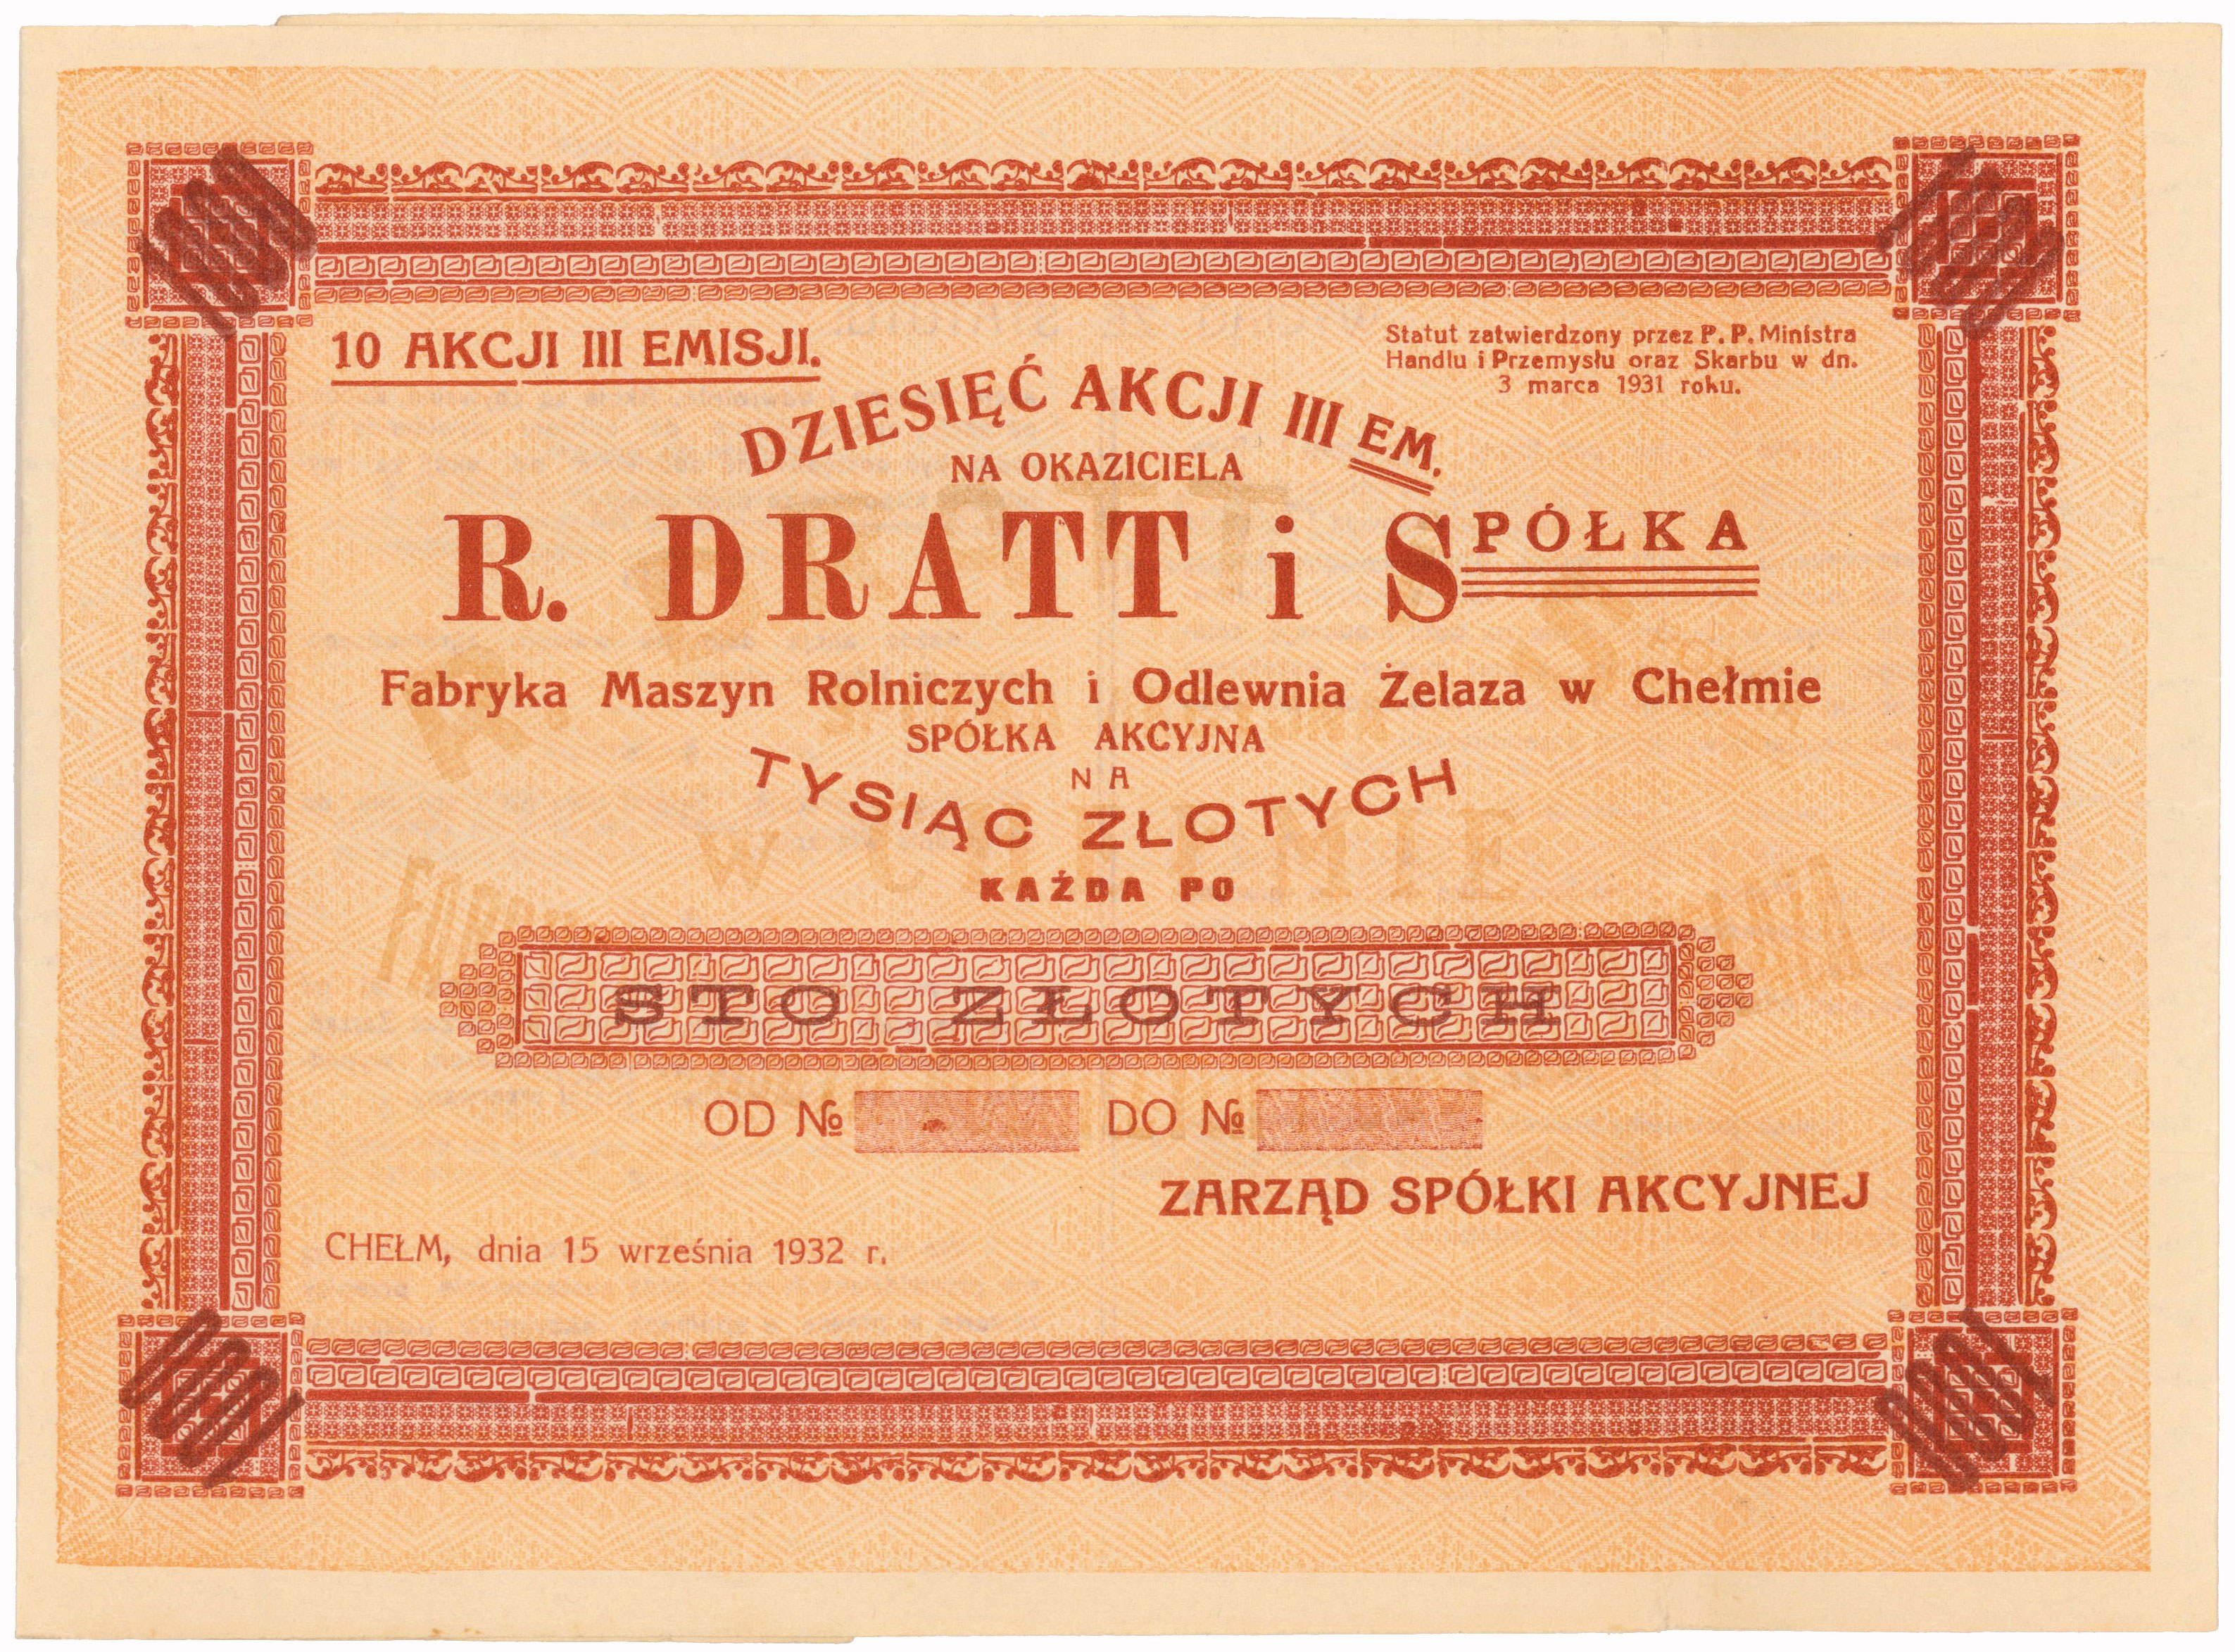 10 AKCJI III EMISJI.
Statut zatwierdzony przez P. P. Ministra
Handlu i Przemysłu oraz Skarbu w dn.
3 marca 1931 roku.
DZIESIĘĆ AKCJI III EM.
NA OKAZICIELA
R. DRATT i SPÓŁKA
Fabryka Maszyn Rolniczych i Odlewnia Żelaza w Chełmie
SPÓŁKA AKCYJNA
NA
TYSIĄC ZŁOTYCH
KAŻDA PO
STO ZŁOTYCH
OD № DO №
ZARZĄD SPÓŁKI AKCYJNEJ
CHEŁM, dnia 15 września 1932 r.